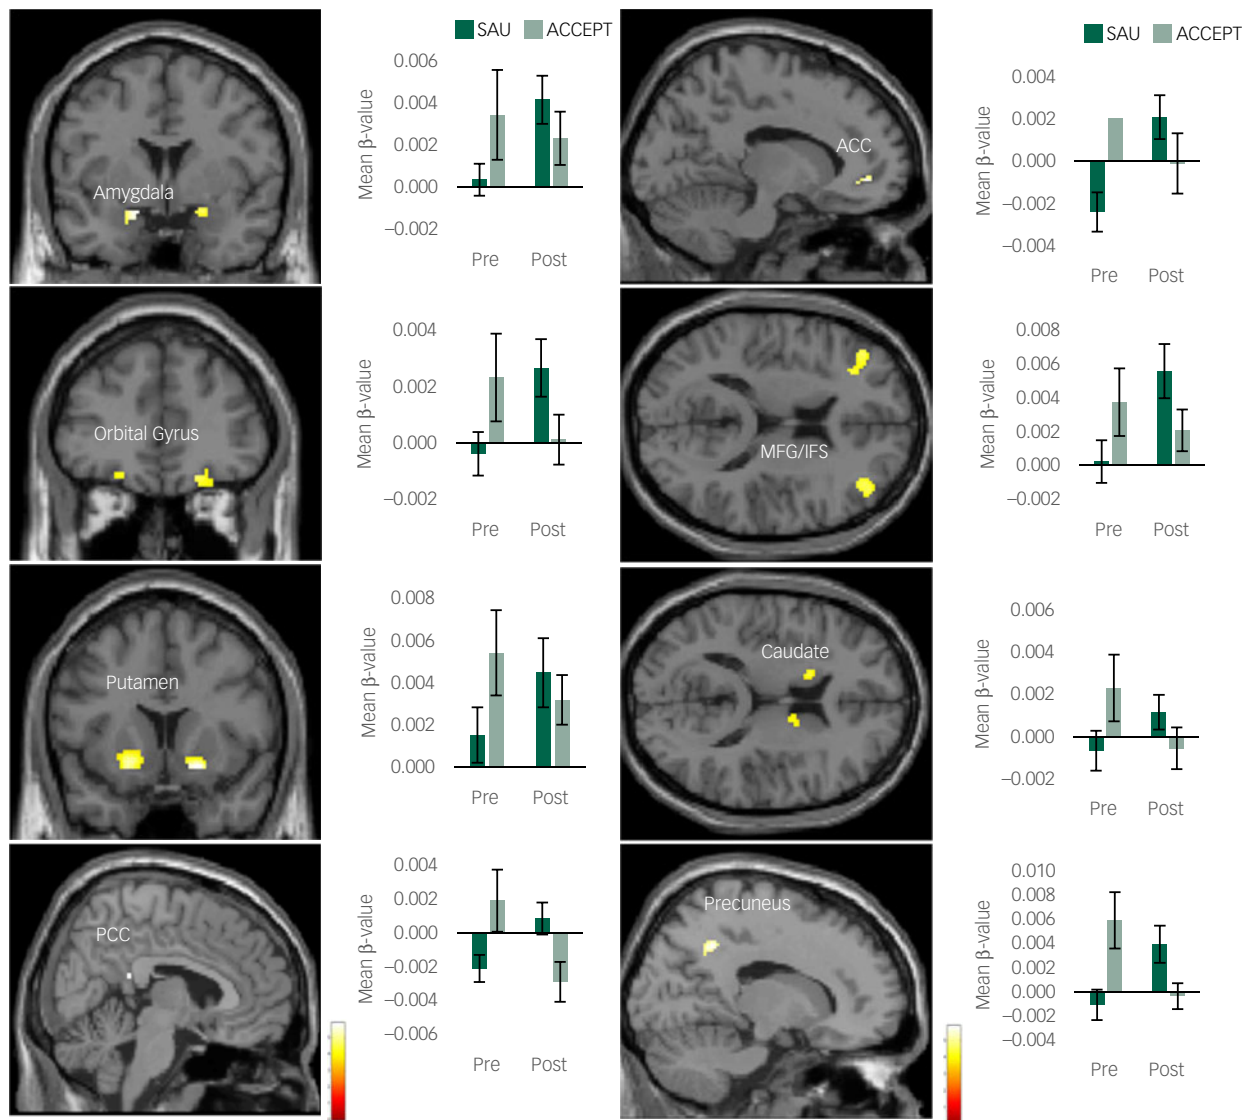 SAU ACCEPT
Amygdala
Mean β-value
0.006
0.004
0.002
0.000
–0.002
Pre Post
SAU ACCEPT
ACC
Mean β-value
0.004
0.002
0.000
–0.002
–0.004
Pre Post
Orbital Gyrus
Mean β-value
0.004
0.002
0.000
–0.002
Pre Post
MFG/IFS
Mean β-value
0.008
0.006
0.004
0.002
0.000
–0.002
Pre Post
Putamen
Mean β-value
0.008
0.006
0.004
0.002
0.000
Pre Post
Caudate
Mean β-value
0.006
0.004
0.002
0.000
–0.002
Pre Post
PCC
Mean β-value
0.004
0.002
0.000
–0.002
–0.004
–0.006
Pre Post
Precuneus
Mean β-value
0.010
0.008
0.006
0.004
0.002
0.000
–0.002
–0.004
Pre Post